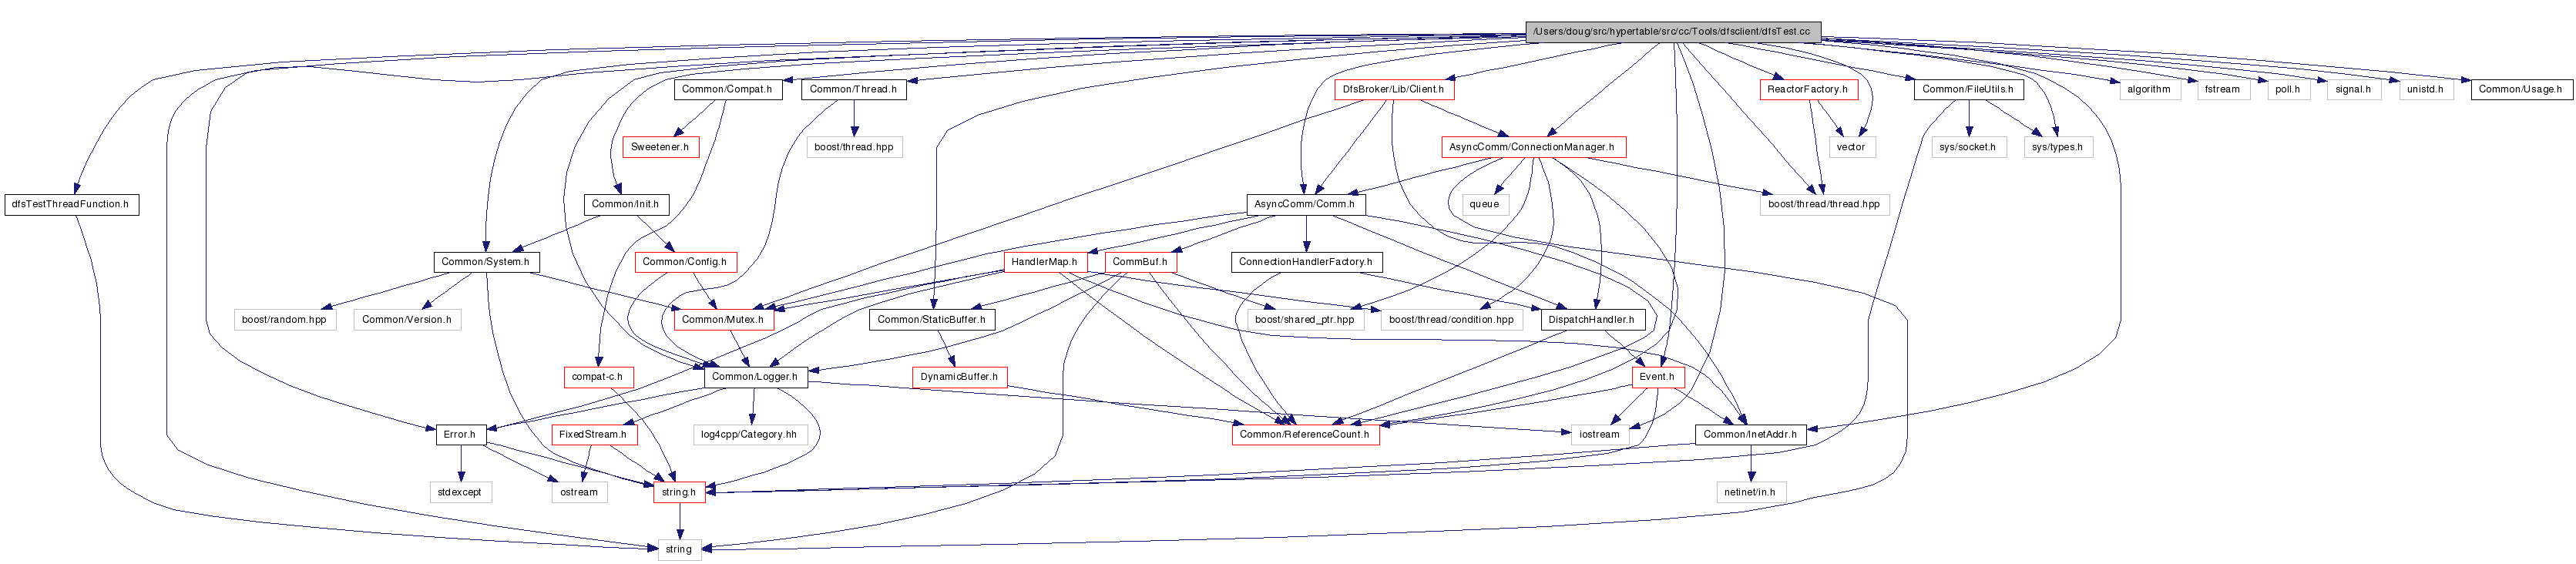 /Users/doug/src/hypertable/src/cc/Tools/dfsclient/dfsTest.cc
Common/Compat.h
Common/Thread.h
DfsBroker/Lib/Client.h
ReactorFactory.h
Common/FileUtils.h
algorithm
fstream
poll.h
signal.h
unistd.h
Common/Usage.h
Sweetener.h
boost/thread.hpp
AsyncComm/ConnectionManager.h
vector
sys/socket.h
sys/types.h
dfsTestThreadFunction.h
Common/Init.h
AsyncComm/Comm.h
queue
boost/thread/thread.hpp
Common/System.h
Common/Config.h
HandlerMap.h
CommBuf.h
ConnectionHandlerFactory.h
boost/random.hpp
Common/Version.h
Common/Mutex.h
Common/StaticBuffer.h
boost/shared_ptr.hpp
boost/thread/condition.hpp
DispatchHandler.h
compat-c.h
Common/Logger.h
DynamicBuffer.h
Event.h
Error.h
FixedStream.h
log4cpp/Category.hh
Common/ReferenceCount.h
iostream
Common/InetAddr.h
stdexcept
ostream
string.h
netinet/in.h
string